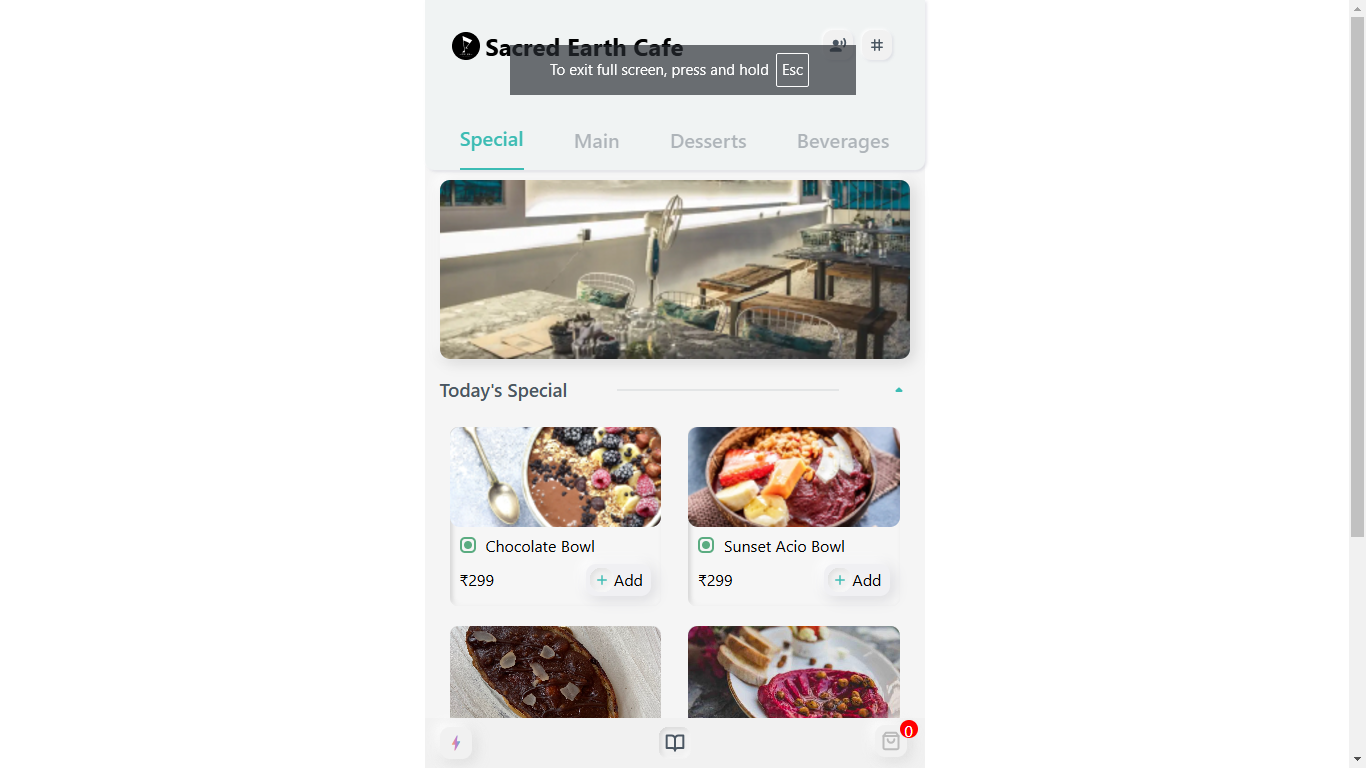 Sacred Earth Cafe
To exit full screen, press and hold Esc
Special Main Desserts Beverages
Today's Special
Chocolate Bowl Sunset Acio Bowl
₹299 + Add ₹299 + Add
0